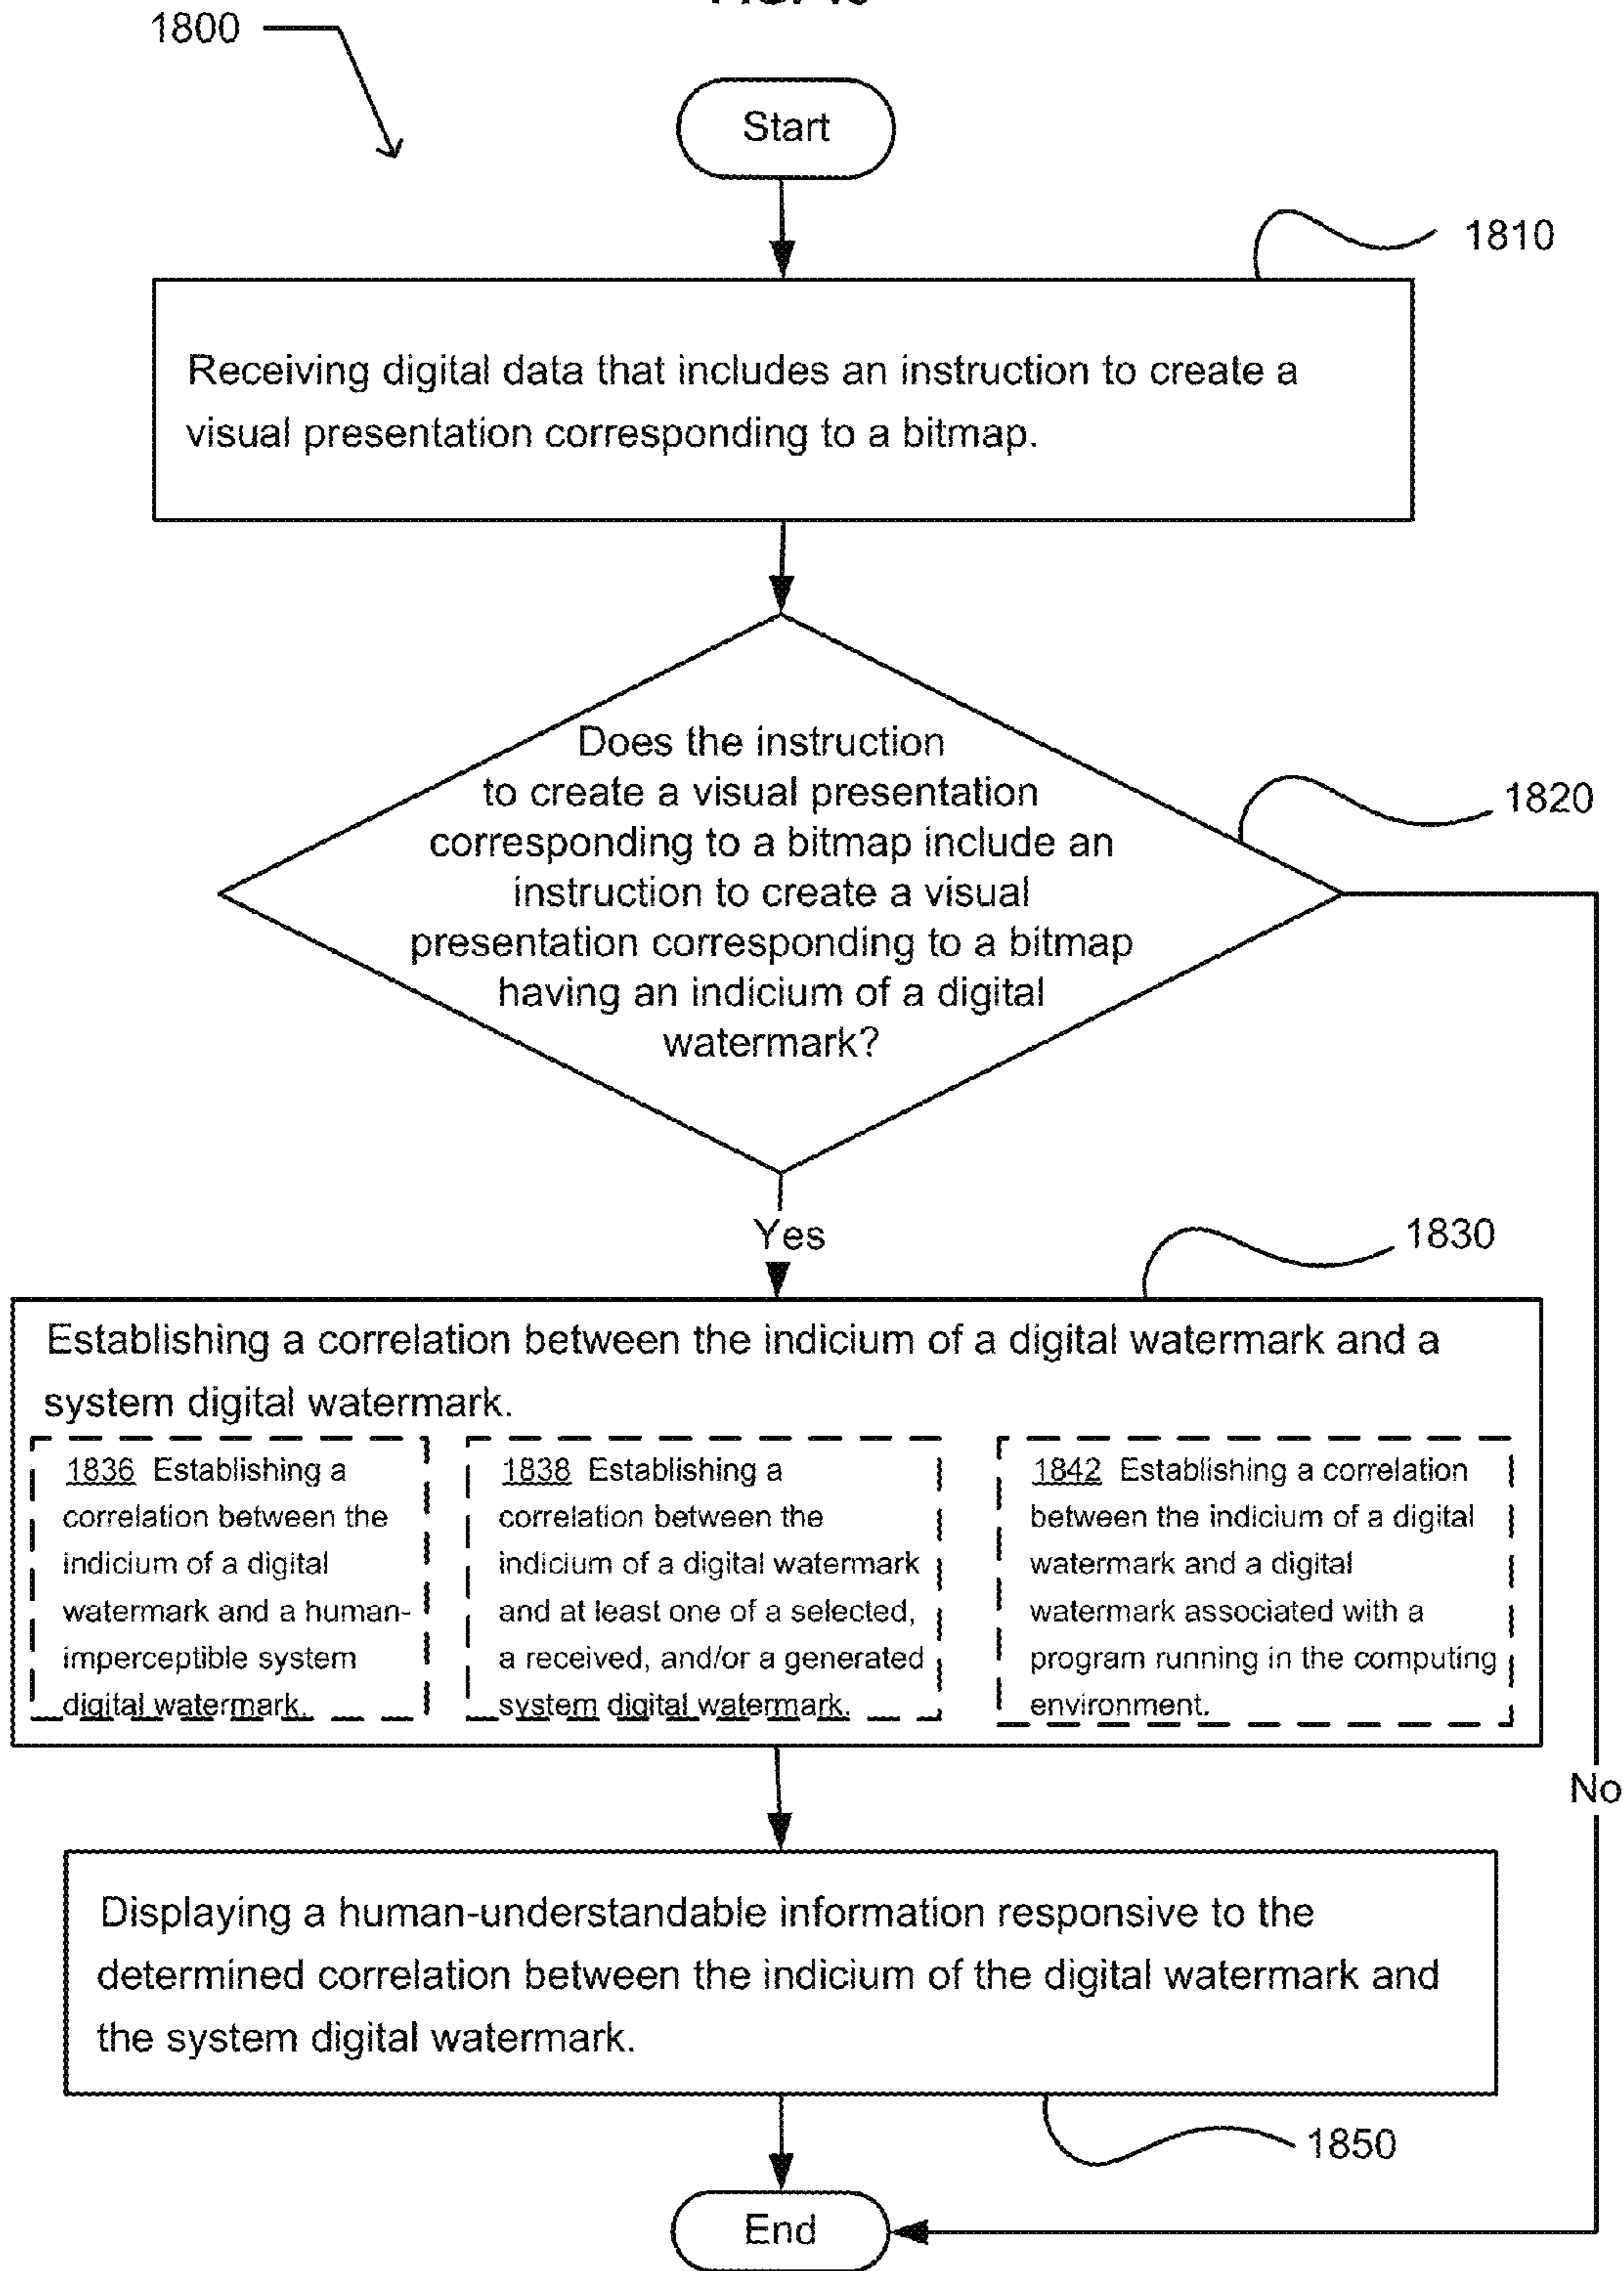 1800
Start
1810
Receiving digital data that includes an instruction to create a
visual presentation corresponding to a bitmap.
Does the instruction
to create a visual presentation
corresponding to a bitmap include an
instruction to create a visual
presentation corresponding to a bitmap
having an indicium of a digital
watermark?
1820
Yes
1830
Establishing a correlation between the indicium of a digital watermark and a
system digital watermark.
1836 Establishing a
correlation between the
indicium of a digital
watermark and a human-
imperceptible system
digital watermark.
1838 Establishing a
correlation between the
indicium of a digital watermark
and at least one of a selected,
a received, and/or a generated
system digital watermark.
1842 Establishing a correlation
between the indicium of a digital
watermark and a digital
watermark associated with a
program running in the computing
environment.
No
Displaying a human-understandable information responsive to the
determined correlation between the indicium of the digital watermark and
the system digital watermark.
1850
End